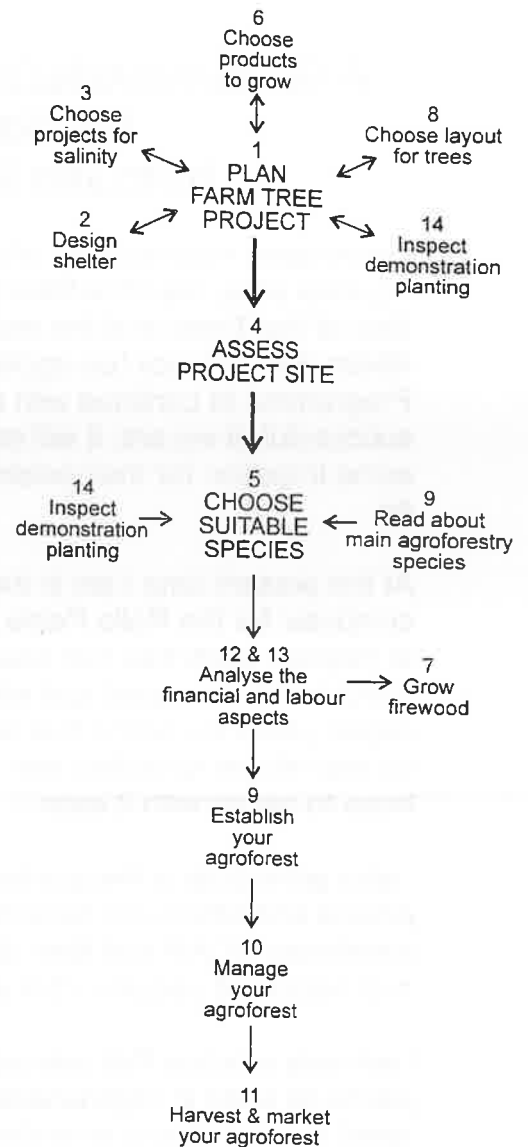 6
Choose
products
to grow
3
Choose
projects for
salinity
8
Choose layout
for trees
1
PLAN
FARM TREE
PROJECT
2
Design
shelter
14
Inspect
demonstration
planting
4
ASSESS
PROJECT SITE
14
Inspect
demonstration
planting
5
CHOOSE
SUITABLE
SPECIES
9
Read about
main agroforestry
species
12 & 13
Analyse the
financial and labour
aspects
7
Grow
firewood
9
Establish
your
agroforest
10
Manage
your
agroforest
11
Harvest & market
your agroforest